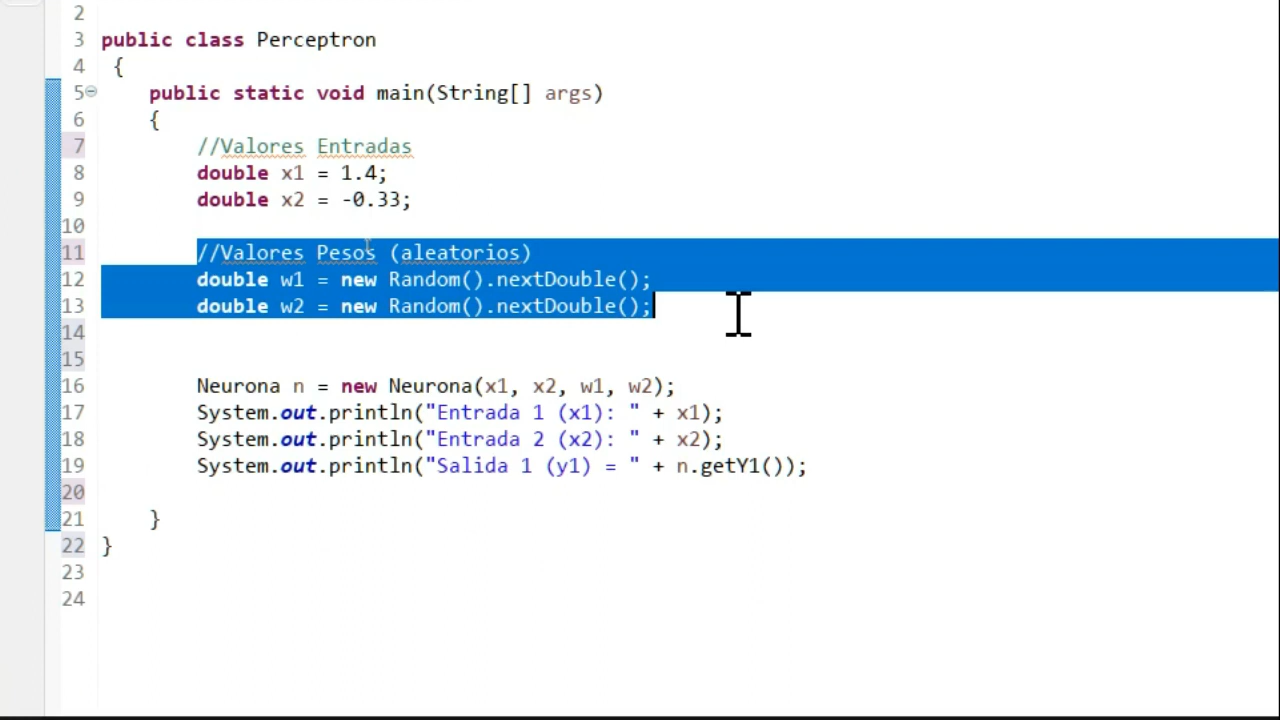 2
3 public class Perceptron
4 {
5 public static void main(String[] args)
6 {
7 //Valores Entradas
8 double x1 = 1.4;
9 double x2 = -0.33;
10
11 //Valores Pesos (aleatorios)
12 double w1 = new Random().nextDouble();
13 double w2 = new Random().nextDouble();
14
15
16 Neurona n = new Neurona(x1, x2, w1, w2);
17 System.out.println("Entrada 1 (x1): " + x1);
18 System.out.println("Entrada 2 (x2): " + x2);
19 System.out.println("Salida 1 (y1) = " + n.getY1());
20
21 }
22 }
23
24